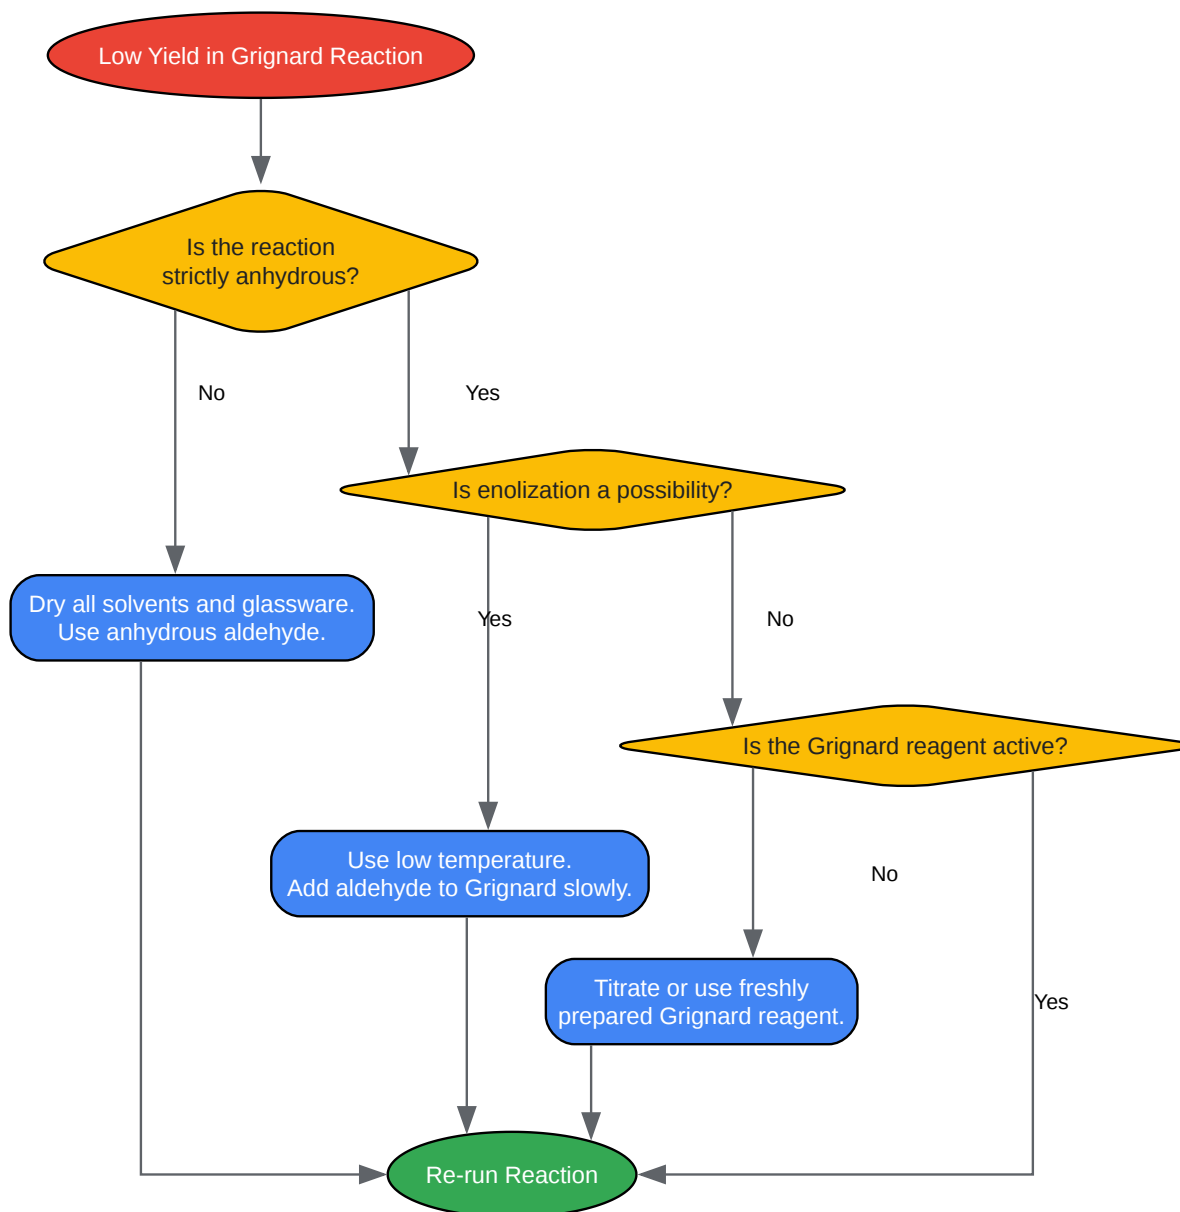 Low Yield in Grignard Reaction
Is the reaction
strictly anhydrous?
No
Yes
Is enolization a possibility?
Dry all solvents and glassware.
Use anhydrous aldehyde.
Yes
No
Is the Grignard reagent active?
Use low temperature.
Add aldehyde to Grignard slowly.
No
Titrate or use freshly
prepared Grignard reagent.
Yes
Re-run Reaction